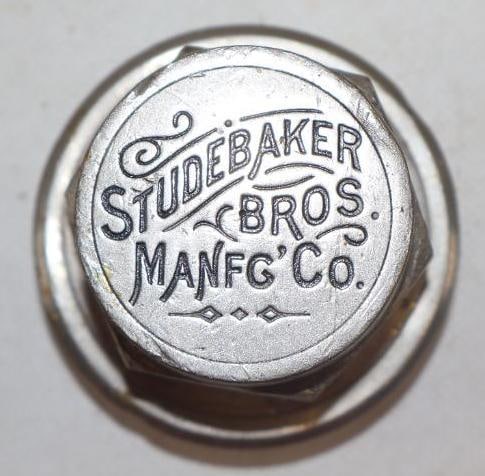 STUDEBAKER
BROS.
MANFG' CO.